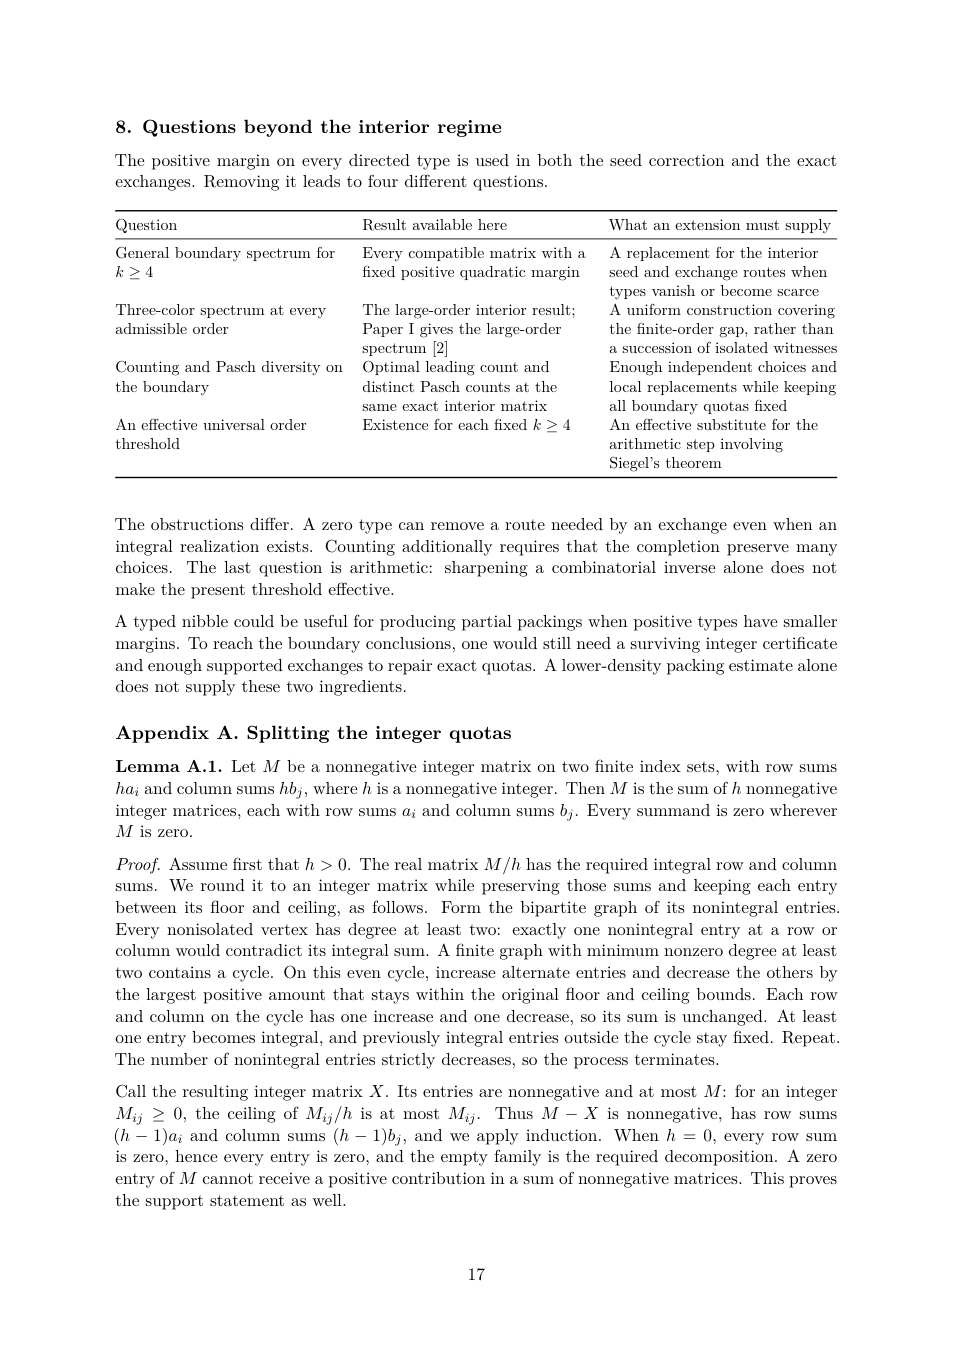 8. Questions beyond the interior regime
The positive margin on every directed type is used in both the seed correction and the exact
exchanges. Removing it leads to four different questions.
Question Result available here What an extension must supply
General boundary spectrum for Every compatible matrix with a A replacement for the interior
k ≥ 4 fixed positive quadratic margin seed and exchange routes when
types vanish or become scarce
Three-color spectrum at every The large-order interior result; A uniform construction covering
admissible order Paper I gives the large-order the finite-order gap, rather than
spectrum [2] a succession of isolated witnesses
Counting and Pasch diversity on Optimal leading count and Enough independent choices and
the boundary distinct Pasch counts at the local replacements while keeping
same exact interior matrix all boundary quotas fixed
An effective universal order Existence for each fixed k ≥ 4 An effective substitute for the
threshold arithmetic step involving
Siegel's theorem
The obstructions differ. A zero type can remove a route needed by an exchange even when an
integral realization exists. Counting additionally requires that the completion preserve many
choices. The last question is arithmetic: sharpening a combinatorial inverse alone does not
make the present threshold effective.
A typed nibble could be useful for producing partial packings when positive types have smaller
margins. To reach the boundary conclusions, one would still need a surviving integer certificate
and enough supported exchanges to repair exact quotas. A lower-density packing estimate alone
does not supply these two ingredients.
Appendix A. Splitting the integer quotas
Lemma A.1. Let M be a nonnegative integer matrix on two finite index sets, with row sums
haᵢ and column sums hbⱼ, where h is a nonnegative integer. Then M is the sum of h nonnegative
integer matrices, each with row sums aᵢ and column sums bⱼ. Every summand is zero wherever
M is zero.
Proof. Assume first that h > 0. The real matrix M/h has the required integral row and column
sums. We round it to an integer matrix while preserving those sums and keeping each entry
between its floor and ceiling, as follows. Form the bipartite graph of its nonintegral entries.
Every nonisolated vertex has degree at least two: exactly one nonintegral entry at a row or
column would contradict its integral sum. A finite graph with minimum nonzero degree at least
two contains a cycle. On this even cycle, increase alternate entries and decrease the others by
the largest positive amount that stays within the original floor and ceiling bounds. Each row
and column on the cycle has one increase and one decrease, so its sum is unchanged. At least
one entry becomes integral, and previously integral entries outside the cycle stay fixed. Repeat.
The number of nonintegral entries strictly decreases, so the process terminates.
Call the resulting integer matrix X. Its entries are nonnegative and at most M: for an integer
Mᵢⱼ ≥ 0, the ceiling of Mᵢⱼ/h is at most Mᵢⱼ. Thus M − X is nonnegative, has row sums
(h − 1)aᵢ and column sums (h − 1)bⱼ, and we apply induction. When h = 0, every row sum
is zero, hence every entry is zero, and the empty family is the required decomposition. A zero
entry of M cannot receive a positive contribution in a sum of nonnegative matrices. This proves
the support statement as well.
17